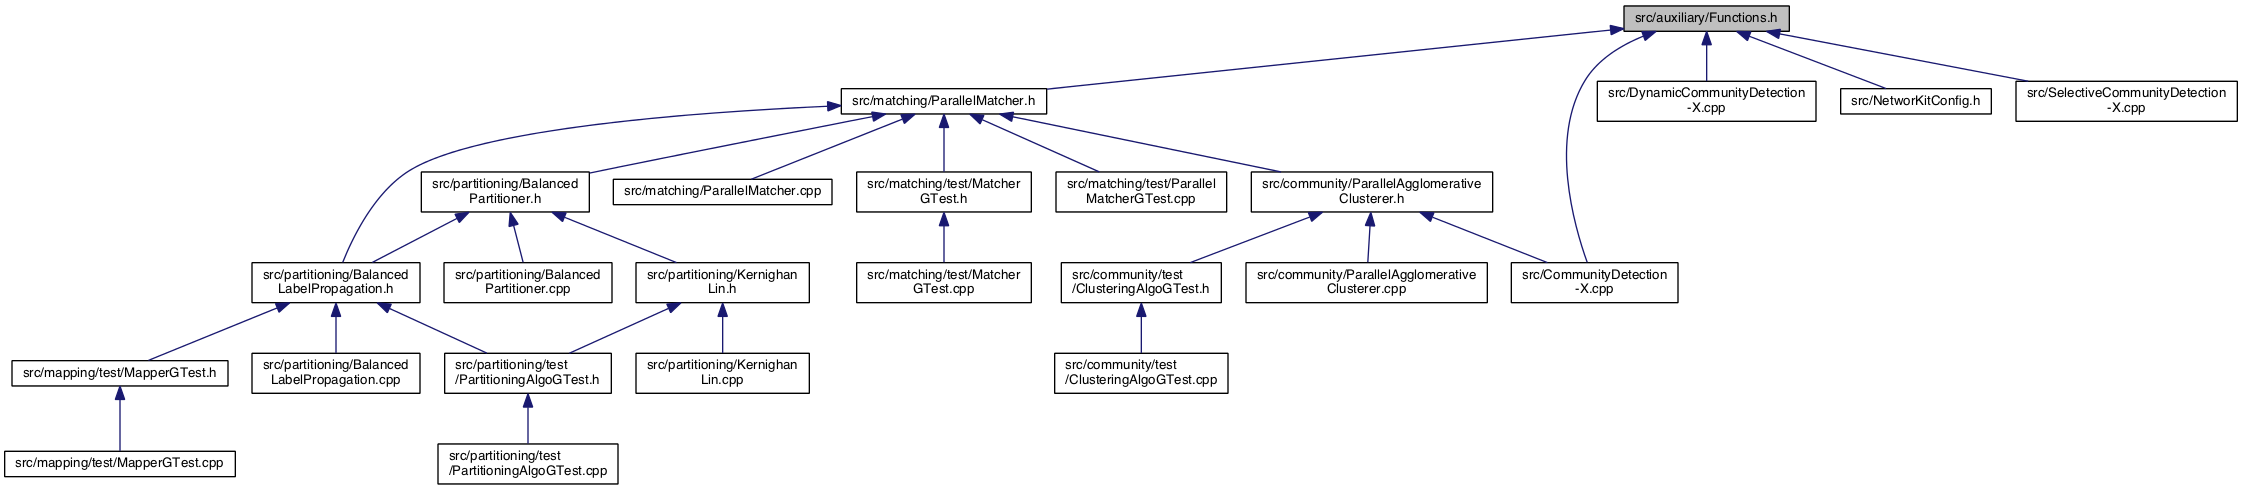 src/auxiliary/Functions.h
src/matching/ParallelMatcher.h
src/DynamicCommunityDetection
-X.cpp
src/NetworKitConfig.h
src/SelectiveCommunityDetection
-X.cpp
src/partitioning/Balanced
Partitioner.h
src/matching/ParallelMatcher.cpp
src/matching/test/Matcher
GTest.h
src/matching/test/Parallel
MatcherGTest.cpp
src/community/ParallelAgglomerative
Clusterer.h
src/partitioning/Balanced
LabelPropagation.h
src/partitioning/Balanced
Partitioner.cpp
src/partitioning/Kernighan
Lin.h
src/matching/test/Matcher
GTest.cpp
src/community/test
/ClusteringAlgoGTest.h
src/community/ParallelAgglomerative
Clusterer.cpp
src/CommunityDetection
-X.cpp
src/mapping/test/MapperGTest.h
src/partitioning/Balanced
LabelPropagation.cpp
src/partitioning/test
/PartitioningAlgoGTest.h
src/partitioning/Kernighan
Lin.cpp
src/community/test
/ClusteringAlgoGTest.cpp
src/mapping/test/MapperGTest.cpp
src/partitioning/test
/PartitioningAlgoGTest.cpp